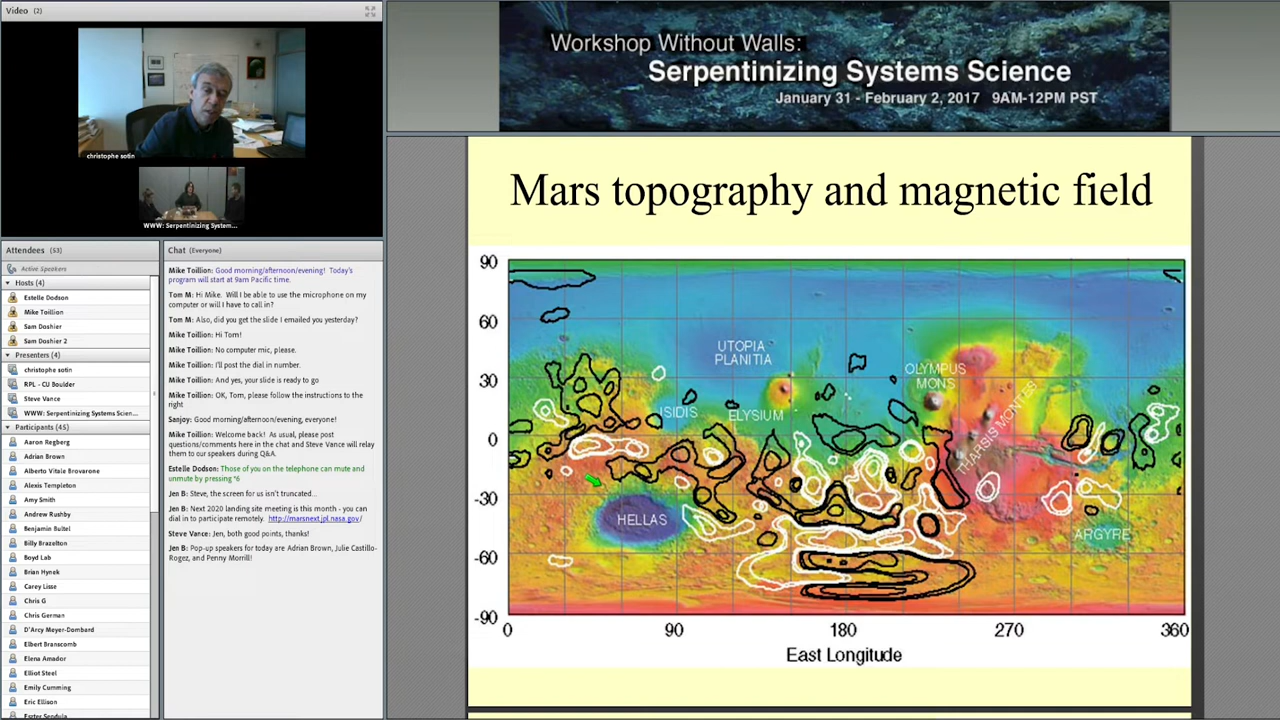 Video (2)
christophe sotin
WWW: Serpentinizing System...
Attendees (53)
Active Speakers
Hosts (4)
Estelle Dodson
Mike Toillion
Sam Doshier
Sam Doshier 2
Presenters (4)
christophe sotin
RPL - CU Boulder
Steve Vance
WWW: Serpentinizing Systems Scien...
Participants (45)
Aaron Regberg
Adrian Brown
Alberto Vitale Brovarone
Alexis Templeton
Amy Smith
Andrew Rushby
Benjamin Bultel
Billy Brazelton
Boyd Lab
Brian Hynek
Carey Lisse
Chris G
Chris German
D'Arcy Meyer-Dombard
Elbert Branscomb
Elena Amador
Elliot Steel
Emily Cumming
Eric Ellison
Eszter Sendula
Chat (Everyone)
Mike Toillion: Good morning/afternoon/evening! Today's
program will start at 9am Pacific time.
Tom M: Hi Mike. Will I be able to use the microphone on my
computer or will I have to call in?
Tom M: Also, did you get the slide I emailed you yesterday?
Mike Toillion: Hi Tom!
Mike Toillion: No computer mic, please.
Mike Toillion: I'll post the dial in number.
Mike Toillion: And yes, your slide is ready to go
Mike Toillion: OK, Tom, please follow the instructions to the
right
Sanjoy: Good morning/afternoon/evening, everyone!
Mike Toillion: Welcome back! As usual, please post
questions/comments here in the chat and Steve Vance will relay
them to our speakers during Q&A.
Estelle Dodson: Those of you on the telephone can mute and
unmute by pressing *6
Jen B: Steve, the screen for us isn't truncated...
Jen B: Next 2020 landing site meeting is this month - you can
dial in to participate remotely. http://marsnext.jpl.nasa.gov/
Steve Vance: Jen, both good points, thanks!
Jen B: Pop-up speakers for today are Adrian Brown, Julie Castillo-
Rogez, and Penny Morrill!
Workshop Without Walls:
Serpentinizing Systems Science
January 31 - February 2, 2017 9AM-12PM PST
Mars topography and magnetic field
90
60
30
0
-30
-60
-90
UTOPIA
PLANITIA
OLYMPUS
MONS
ISIDIS
ELYSIUM
THARSIS MONTES
HELLAS
ARGYRE
0
90
180
270
360
East Longitude